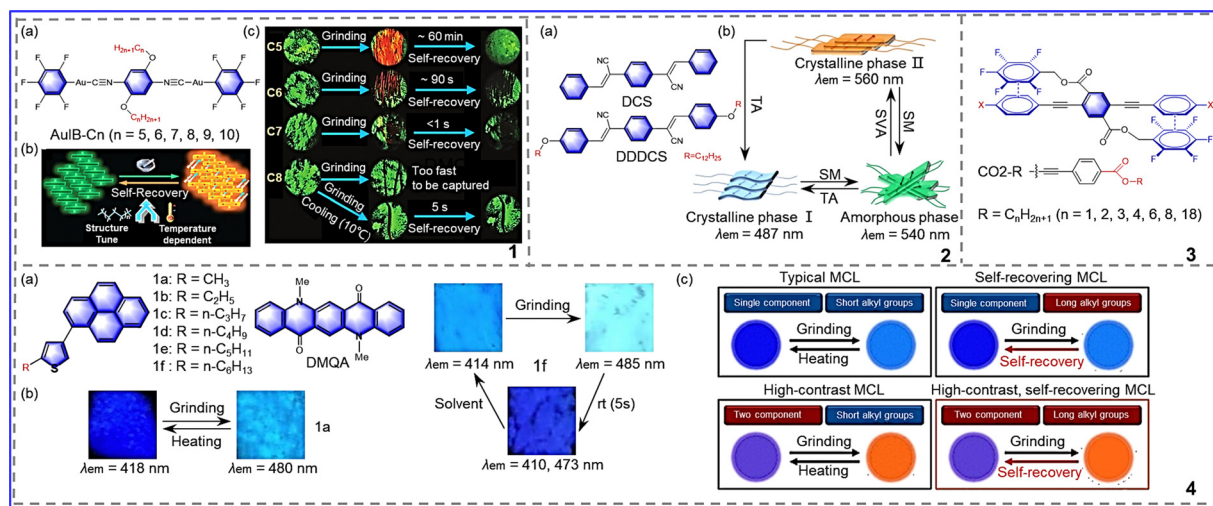 (a)
H2n+1Cn
O
F
F
F
F
F
Au
C≡N
N≡C
Au
F
F
F
F
F
O
CnH2n+1
AuIB-Cn (n = 5, 6, 7, 8, 9, 10)
(b)
Self-Recovery
Structure
Tune
Temperature
dependent
(c)
C5
Grinding
~ 60 min
Self-recovery
C6
Grinding
~ 90 s
Self-recovery
C7
Grinding
<1 s
Self-recovery
C8
Grinding
Too fast
to be captured
Grinding
Cooling (10℃)
5 s
Self-recovery
1
(a)
CN
CN
DCS
CN
O
R
R
O
CN
DDDCS
R=C12H25
(b)
Crystalline phase Ⅱ
λem = 560 nm
TA
SVA
SM
SM
TA
Crystalline phase Ⅰ
λem = 487 nm
Amorphous phase
λem = 540 nm
2
F
F
F
F
F
O
O
X
X
O
O
F
F
F
F
F
CO2-R
O
O
R
R = CnH2n+1 (n = 1, 2, 3, 4, 6, 8, 18)
3
(a)
R
S
1a: R = CH3
1b: R = C2H5
1c: R = n-C3H7
1d: R = n-C4H9
1e: R = n-C5H11
1f: R = n-C6H13
Me
N
O
O
N
Me
DMQA
(b)
Grinding
Heating
1a
λem = 418 nm
λem = 480 nm
Grinding
λem = 414 nm
1f
λem = 485 nm
Solvent
rt (5s)
λem = 410, 473 nm
(c)
Typical MCL
Single component
Short alkyl groups
Grinding
Heating
Self-recovering MCL
Single component
Long alkyl groups
Grinding
Self-recovery
High-contrast MCL
Two component
Short alkyl groups
Grinding
Heating
High-contrast, self-recovering MCL
Two component
Long alkyl groups
Grinding
Self-recovery
4